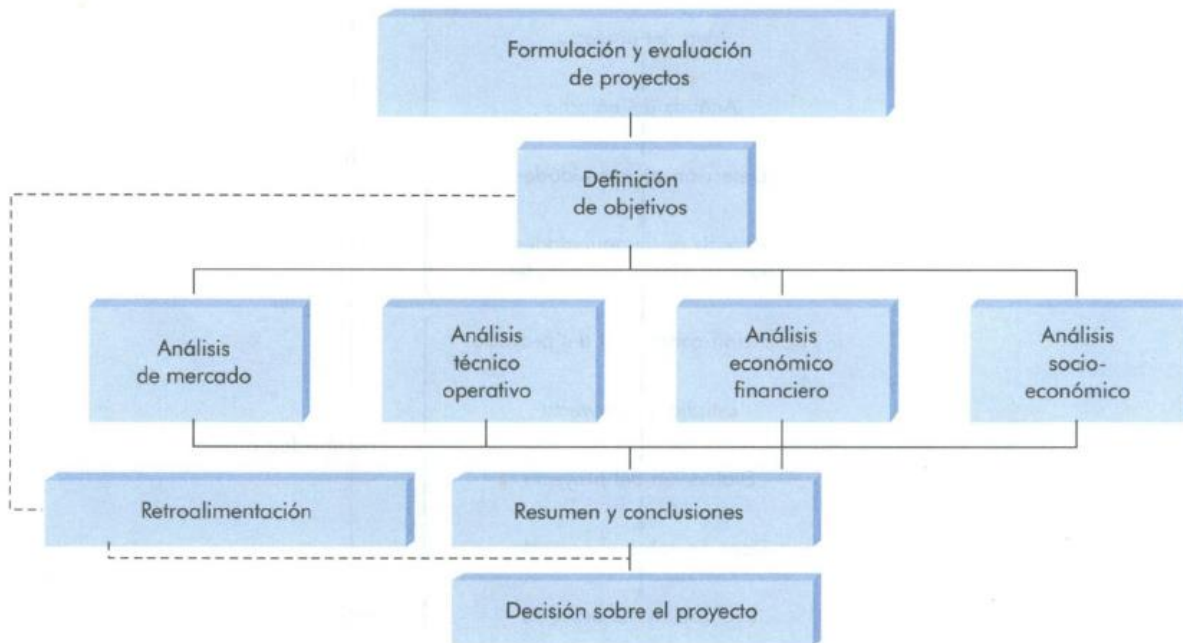 Formulación y evaluación
de proyectos
Definición
de objetivos
Análisis
de mercado
Análisis
técnico
operativo
Análisis
económico
financiero
Análisis
socio-
económico
Retroalimentación
Resumen y conclusiones
Decisión sobre el proyecto